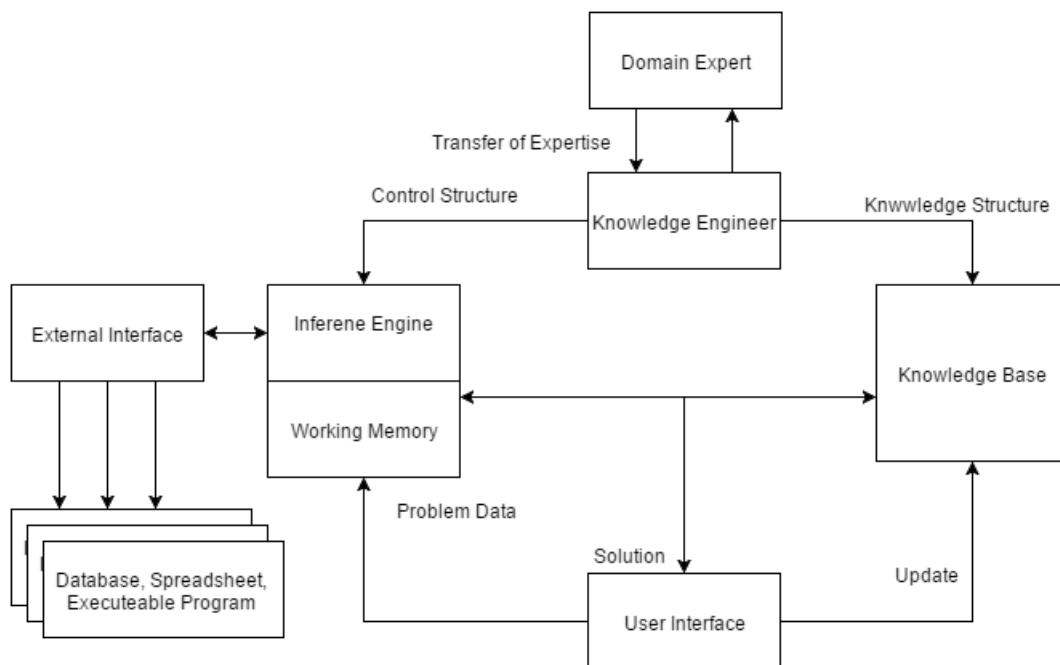 Domain Expert
Transfer of Expertise
Control Structure
Knowledge Engineer
Knwwledge Structure
External Interface
Inferene Engine
Knowledge Base
Working Memory
Problem Data
Solution
Update
Database, Spreadsheet,
Executeable Program
User Interface